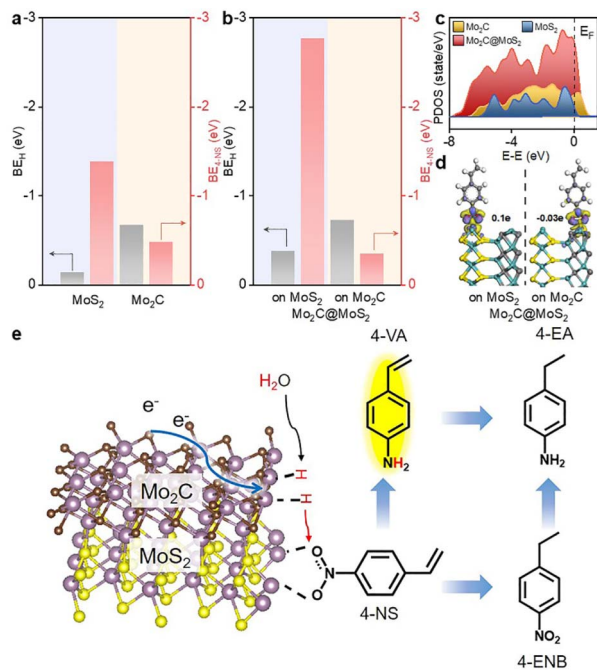 a
b
c
-3
-2
-1
0
BE_H (eV)
-3
-2
-1
0
BE_4-NS (eV)
MoS₂
Mo₂C
-3
-2
-1
0
BE_H (eV)
-3
-2
-1
0
BE_4-NS (eV)
on MoS₂
on Mo₂C
Mo₂C@MoS₂
Mo₂C
MoS₂
Mo₂C@MoS₂
E_F
PDOS (state/eV)
-8
-4
0
E-E (eV)
d
0.1e
-0.03e
on MoS₂
on Mo₂C
Mo₂C@MoS₂
e
4-VA
4-EA
H₂O
e⁻
e⁻
H
H
Mo₂C
MoS₂
NH₂
NH₂
O
N
O
4-NS
NO₂
4-ENB